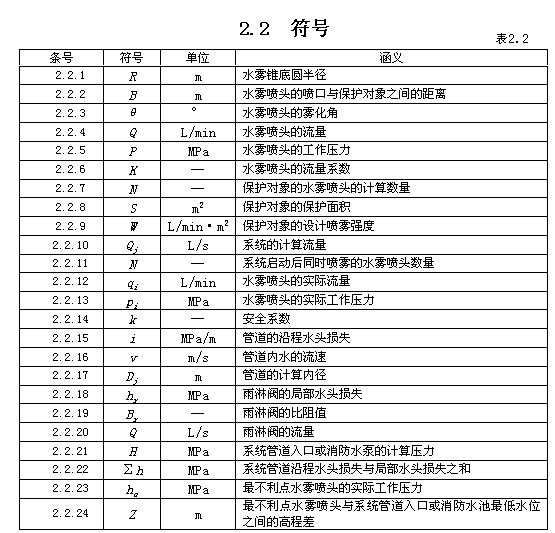 2.2 符号
表2.2
条号 符号 单位 涵义
2.2.1 R m 水雾锥底圆半径
2.2.2 B m 水雾喷头的喷口与保护对象之间的距离
2.2.3 θ ° 水雾喷头的雾化角
2.2.4 Q L/min 水雾喷头的流量
2.2.5 P MPa 水雾喷头的工作压力
2.2.6 K — 水雾喷头的流量系数
2.2.7 N — 保护对象的水雾喷头的计算数量
2.2.8 S m² 保护对象的保护面积
2.2.9 W L/min·m² 保护对象的设计喷雾强度
2.2.10 Qj L/s 系统的计算流量
2.2.11 N — 系统启动后同时喷雾的水雾喷头数量
2.2.12 qi L/min 水雾喷头的实际流量
2.2.13 pi MPa 水雾喷头的实际工作压力
2.2.14 k — 安全系数
2.2.15 i MPa/m 管道的沿程水头损失
2.2.16 v m/s 管道内水的流速
2.2.17 Dj m 管道的计算内径
2.2.18 hr MPa 雨淋阀的局部水头损失
2.2.19 Br — 雨淋阀的比阻值
2.2.20 Q L/s 雨淋阀的流量
2.2.21 H MPa 系统管道入口或消防水泵的计算压力
2.2.22 Σh MPa 系统管道沿程水头损失与局部水头损失之和
2.2.23 ho MPa 最不利点水雾喷头的实际工作压力
2.2.24 Z m 最不利点水雾喷头与系统管道入口或消防水池最低水位
之间的高程差